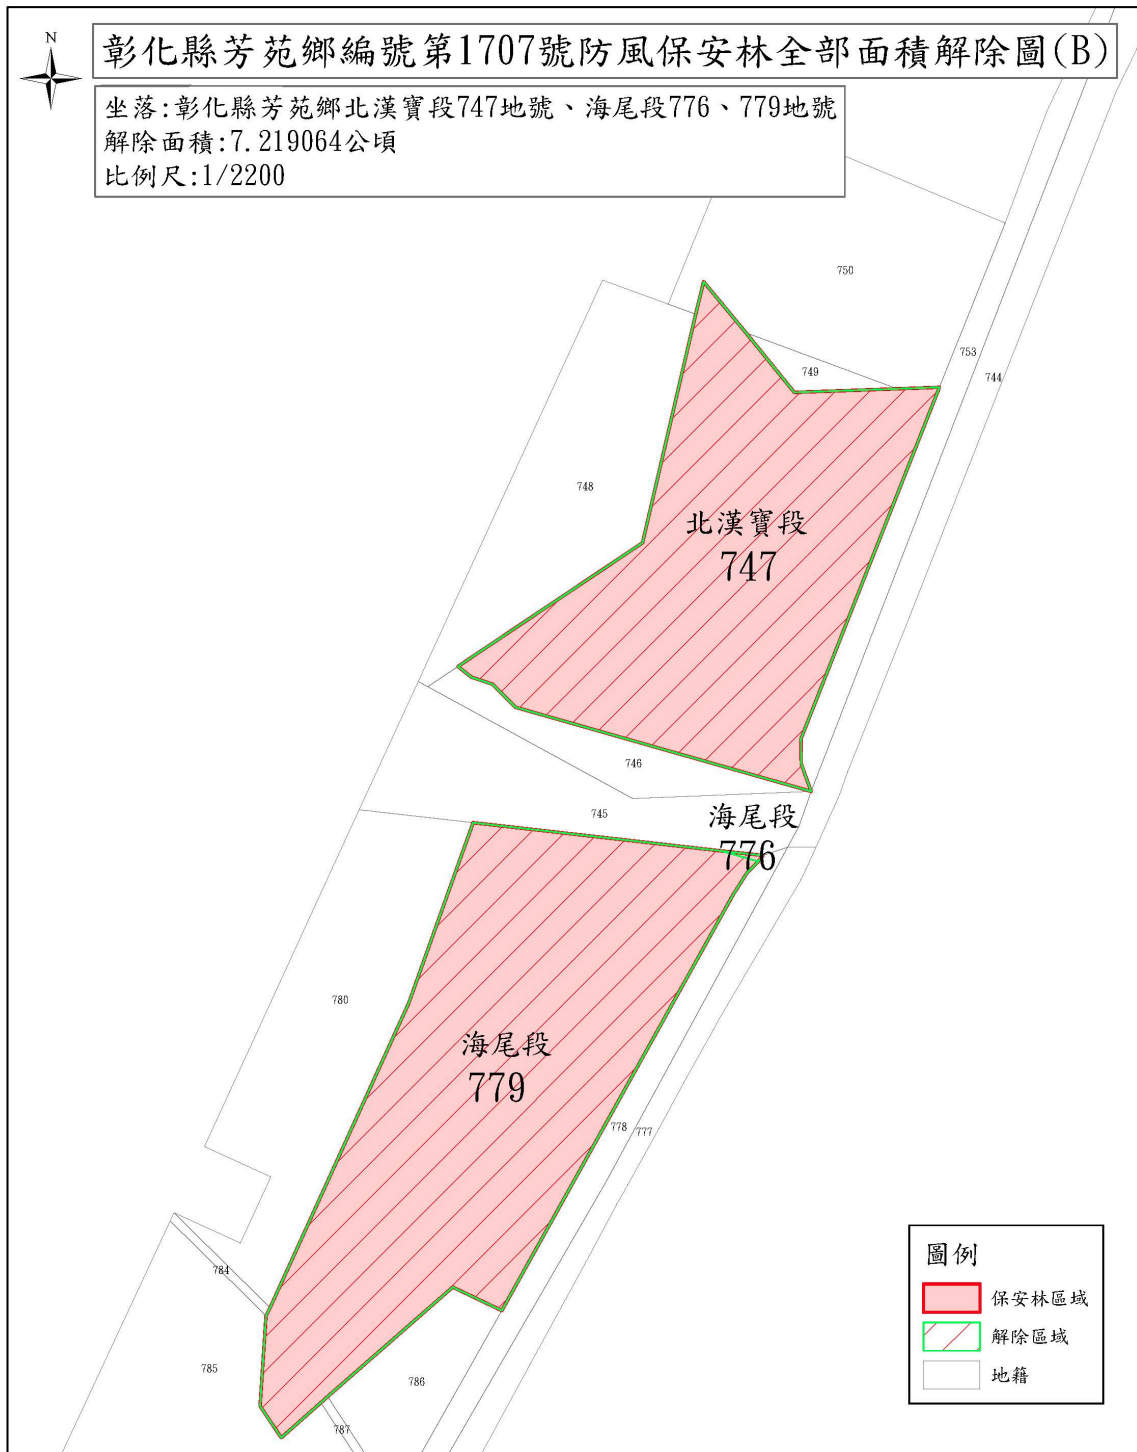 N
彰化縣芳苑鄉編號第1707號防風保安林全部面積解除圖(B)
坐落:彰化縣芳苑鄉北漢寶段747地號、海尾段776、779地號
解除面積:7.219064公頃
比例尺:1/2200
750
753
749
744
748
北漢寶段
747
746
745
海尾段
776
780
海尾段
779
778
777
784
785
786
787
圖例
保安林區域
解除區域
地籍